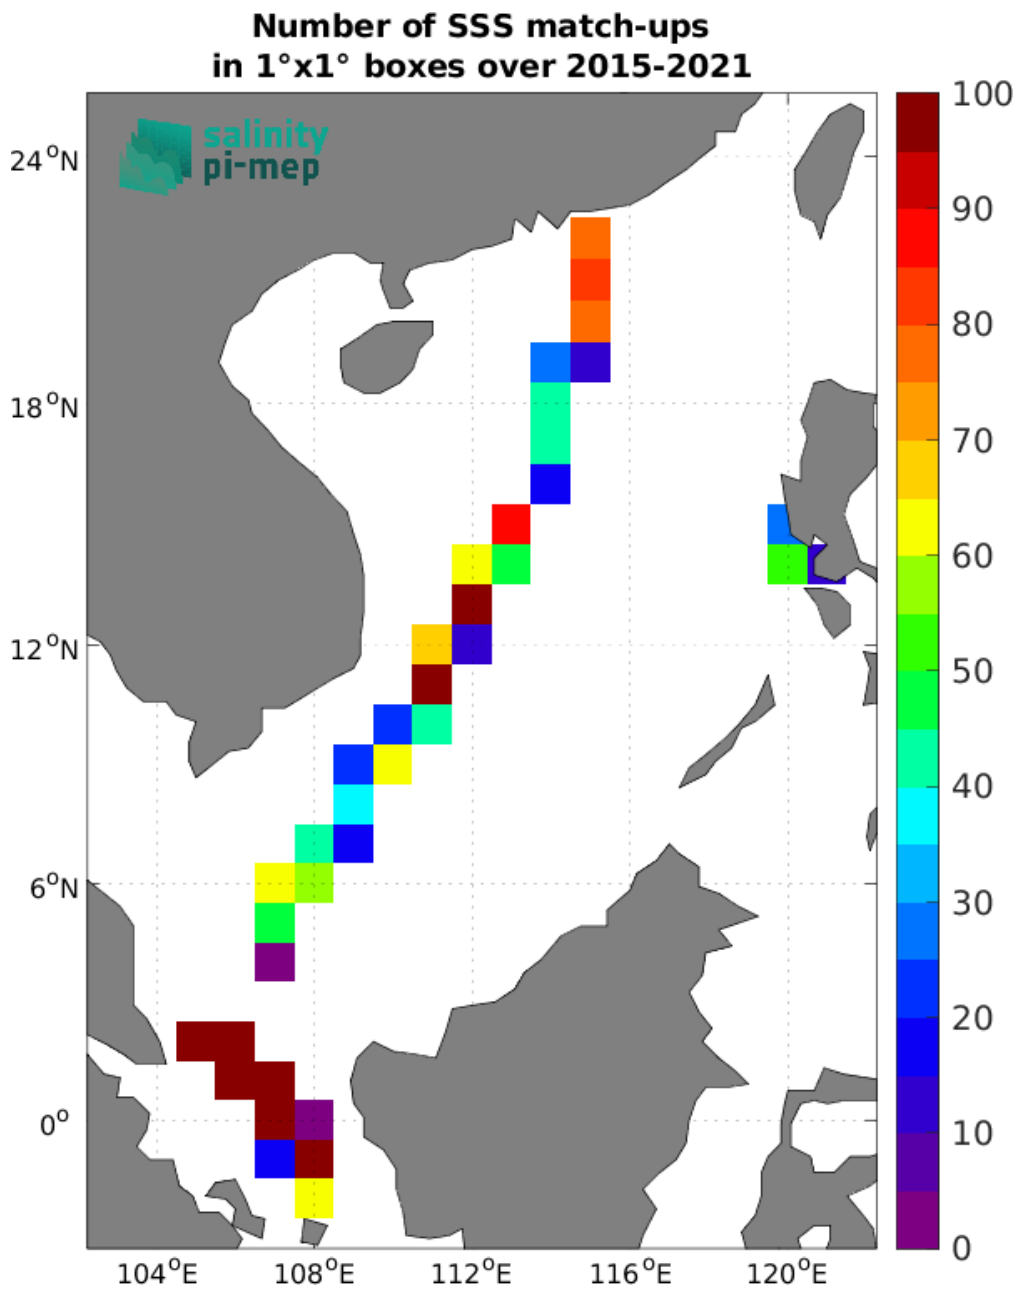 Number of SSS match-ups
in 1°x1° boxes over 2015-2021
salinity
pi-mep
24°N
18°N
12°N
6°N
0°
104°E
108°E
112°E
116°E
120°E
100
90
80
70
60
50
40
30
20
10
0